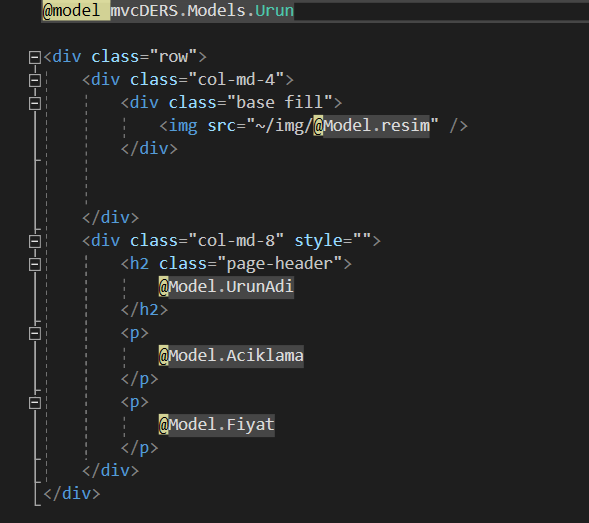 @model mvcDERS.Models.Urun
<div class="row">
<div class="col-md-4">
<div class="base fill">
<img src="~/img/@Model.resim" />
</div>
</div>
<div class="col-md-8" style="">
<h2 class="page-header">
@Model.UrunAdi
</h2>
<p>
@Model.Aciklama
</p>
<p>
@Model.Fiyat
</p>
</div>
</div>